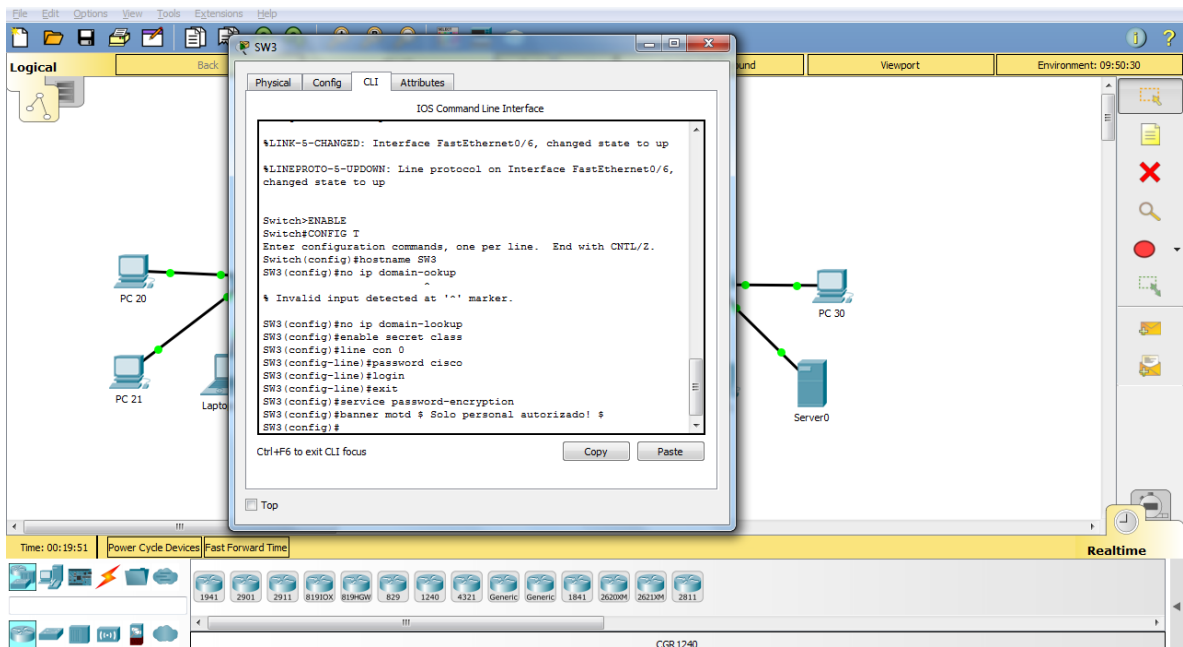 File Edit Options View Tools Extensions Help
SW3
Logical
Back
Viewport
Environment: 09:50:30
Physical Config CLI Attributes
IOS Command Line Interface
%LINK-5-CHANGED: Interface FastEthernet0/6, changed state to up
%LINEPROTO-5-UPDOWN: Line protocol on Interface FastEthernet0/6,
changed state to up
Switch>ENABLE
Switch#CONFIG T
Enter configuration commands, one per line. End with CNTL/Z.
Switch(config)#hostname SW3
SW3(config)#no ip domain-ookup
^
% Invalid input detected at '^' marker.
SW3(config)#no ip domain-lookup
SW3(config)#enable secret class
SW3(config)#line con 0
SW3(config-line)#password cisco
SW3(config-line)#login
SW3(config-line)#exit
SW3(config)#service password-encryption
SW3(config)#banner motd $ Solo personal autorizado! $
SW3(config)#
Ctrl+F6 to exit CLI focus
Copy
Paste
Top
PC 20
PC 21
PC 30
Server0
Time: 00:19:51
Power Cycle Devices
Fast Forward Time
Realtime
1941 2901 2911 819IOX 819HGW 829 1240 4321 Generic Generic 1841 2620XM 2621XM 2811
CGR 1240